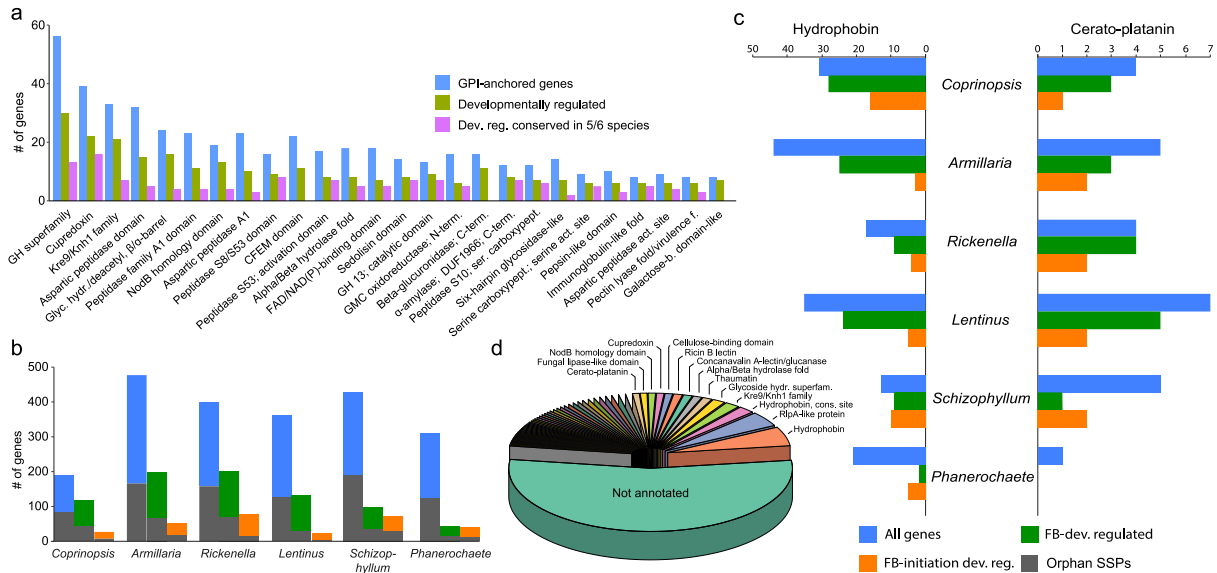 a
# of genes
60
40
20
0
GPI-anchored genes
Developmentally regulated
Dev. reg. conserved in 5/6 species
GH superfamily
Cupredoxin
Kre9/Knh1 family
Aspartic peptidase domain
Glyc. hydr./deacetyl, β/α-barrel
Peptidase family A1 domain
NodB homology domain
Aspartic peptidase A1
Peptidase S8/S53 domain
CFEM domain
Peptidase S53; activation domain
Alpha/Beta hydrolase fold
FAD/NAD(P)-binding domain
Sedolisin domain
GH 13; catalytic domain
GMC oxidoreductase; N-term.
Beta-glucuronidase; C-term.
α-amylase; DUF1966; C-term.
Peptidase S10; ser. carboxypept.
Six-hairpin glycosidase-like
Serine carboxypept.: serine act. site
Pepsin-like domain
Immunoglobulin-like fold
Aspartic peptidase act. site
Pectin lyase fold/virulence f.
Galactose-b. domain-like
b
# of genes
500
400
300
200
100
0
Coprinopsis
Armillaria
Rickenella
Lentinus
Schizop-
hyllum
Phanerochaete
c
Hydrophobin
Cerato-platanin
50 40 30 20 10 0
0 1 2 3 4 5 6 7
Coprinopsis
Armillaria
Rickenella
Lentinus
Schizophyllum
Phanerochaete
All genes
FB-dev. regulated
FB-initiation dev. reg.
Orphan SSPs
d
Cupredoxin
NodB homology domain
Fungal lipase-like domain
Cerato-platanin
Cellulose-binding domain
Ricin B lectin
Concanavalin A-lectin/glucanase
Alpha/Beta hydrolase fold
Thaumatin
Glycoside hydr. superfam.
Kre9/Knh1 family
Hydrophobin, cons. site
RlpA-like protein
Hydrophobin
Not annotated